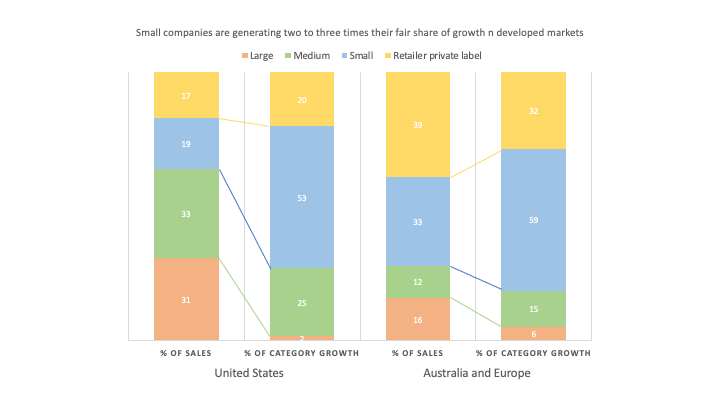 Small companies are generating two to three times their fair share of growth n developed markets
Large Medium Small Retailer private label
17 20 39 32
19 53 33 59
33 25 12 15
31 2 16 6
% OF SALES % OF CATEGORY GROWTH % OF SALES % OF CATEGORY GROWTH
United States Australia and Europe